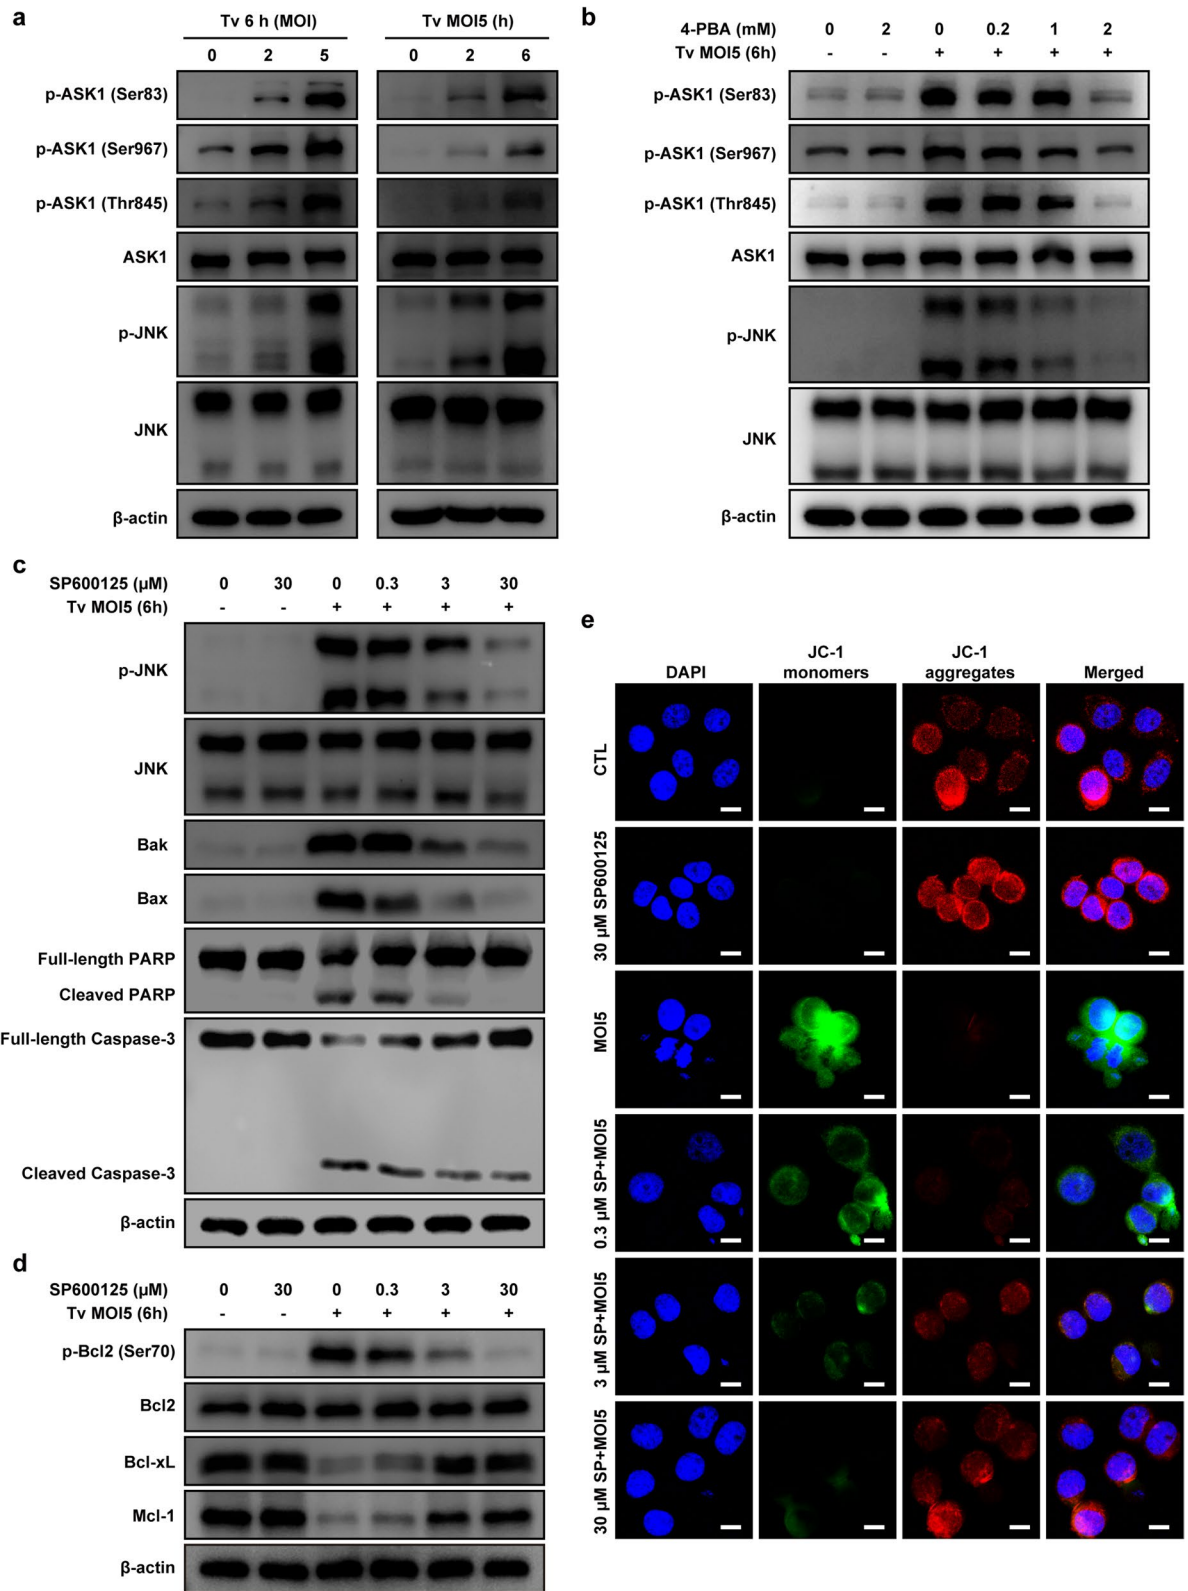 a
Tv 6 h (MOI)
Tv MOI5 (h)
0 2 5
0 2 6
p-ASK1 (Ser83)
p-ASK1 (Ser967)
p-ASK1 (Thr845)
ASK1
p-JNK
JNK
β-actin
b
4-PBA (mM) 0 2 0 0.2 1 2
Tv MOI5 (6h) - - + + + +
p-ASK1 (Ser83)
p-ASK1 (Ser967)
p-ASK1 (Thr845)
ASK1
p-JNK
JNK
β-actin
c
SP600125 (µM) 0 30 0 0.3 3 30
Tv MOI5 (6h) - - + + + +
p-JNK
JNK
Bak
Bax
Full-length PARP
Cleaved PARP
Full-length Caspase-3
Cleaved Caspase-3
β-actin
d
SP600125 (µM) 0 30 0 0.3 3 30
Tv MOI5 (6h) - - + + + +
p-Bcl2 (Ser70)
Bcl2
Bcl-xL
Mcl-1
β-actin
e
DAPI
JC-1
monomers
JC-1
aggregates
Merged
CTL
30 µM SP600125
MOI5
0.3 µM SP+MOI5
3 µM SP+MOI5
30 µM SP+MOI5